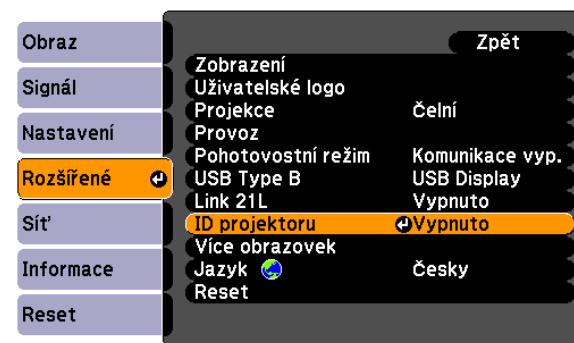 Obraz
Signál
Nastavení
Rozšířené
Síť
Informace
Reset
Zpět
Zobrazení
Uživatelské logo
Projekce Čelní
Provoz
Pohotovostní režim Komunikace vyp.
USB Type B USB Display
Link 21L Vypnuto
ID projektoru Vypnuto
Více obrazovek
Jazyk Česky
Reset